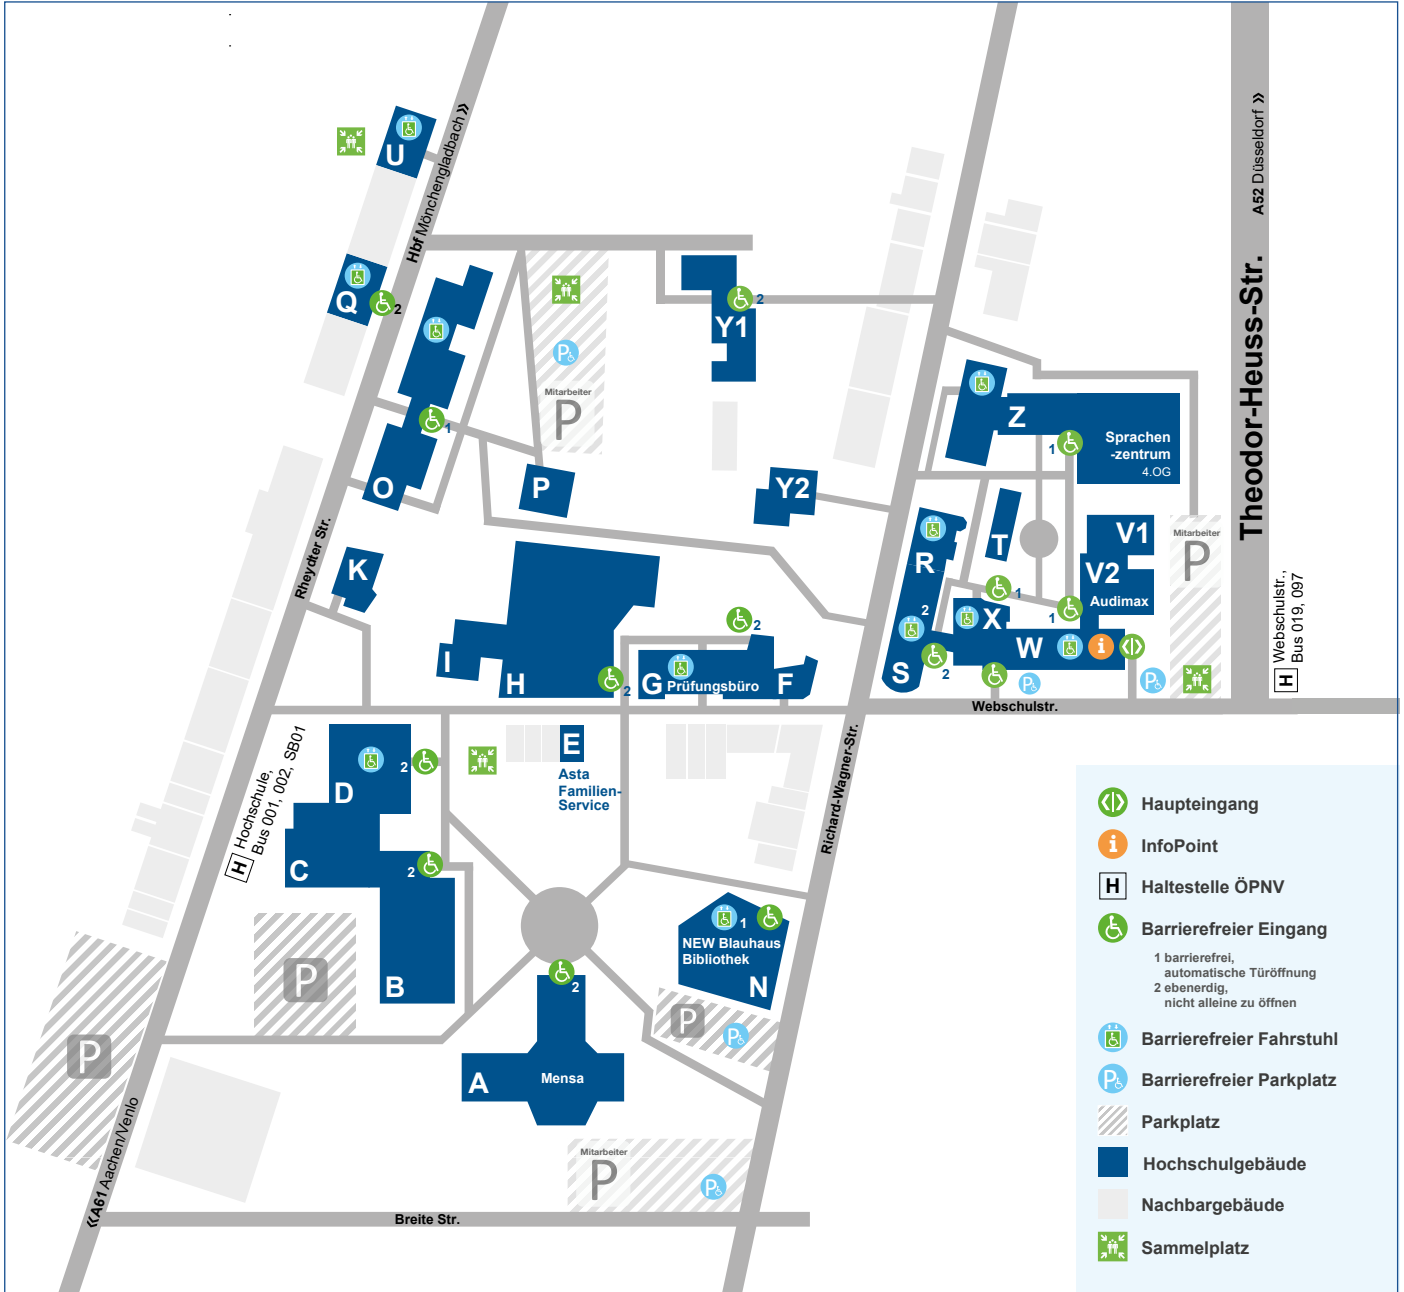 U
Hbf Mönchengladbach »
A52 Düsseldorf »
Theodor-Heuss-Str.
Q
2
Y1
2
P
Mitarbeiter
P
O
1
P
Y2
Z
1
Sprachen
-zentrum
4.OG
Rheydter Str.
K
R
T
V1
V2
Audimax
Mitarbeiter
P
1
1
2
X
W
i
S
2
P
P
Webschulstr.,
Bus 019, 097
H
I
H
2
G
Prüfungsbüro
F
2
Webschulstr.
Richard-Wagner-Str.
H Hochschule,
Bus 001, 002, SB01
D
2
E
Asta
Familien-
Service
C
2
B
P
P
A
Mensa
2
NEW Blauhaus
Bibliothek
N
1
P
P
Mitarbeiter
P
P
«A61 Aachen/Venlo
Breite Str.
Haupteingang
i InfoPoint
H Haltestelle ÖPNV
Barrierefreier Eingang
1 barrierefrei,
automatische Türöffnung
2 ebenerdig,
nicht alleine zu öffnen
Barrierefreier Fahrstuhl
P Barrierefreier Parkplatz
Parkplatz
Hochschulgebäude
Nachbargebäude
Sammelplatz